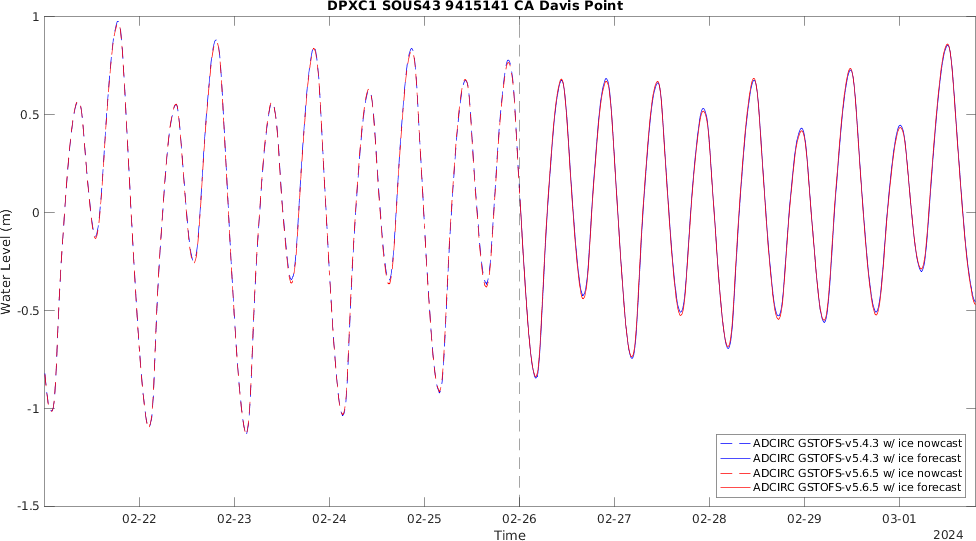 DPXC1 SOUS43 9415141 CA Davis Point
1
0.5
0
-0.5
-1
-1.5
Water Level (m)
02-22
02-23
02-24
02-25
02-26
02-27
02-28
02-29
03-01
Time
2024
ADCIRC GSTOFS-v5.4.3 w/ ice nowcast
ADCIRC GSTOFS-v5.4.3 w/ ice forecast
ADCIRC GSTOFS-v5.6.5 w/ ice nowcast
ADCIRC GSTOFS-v5.6.5 w/ ice forecast